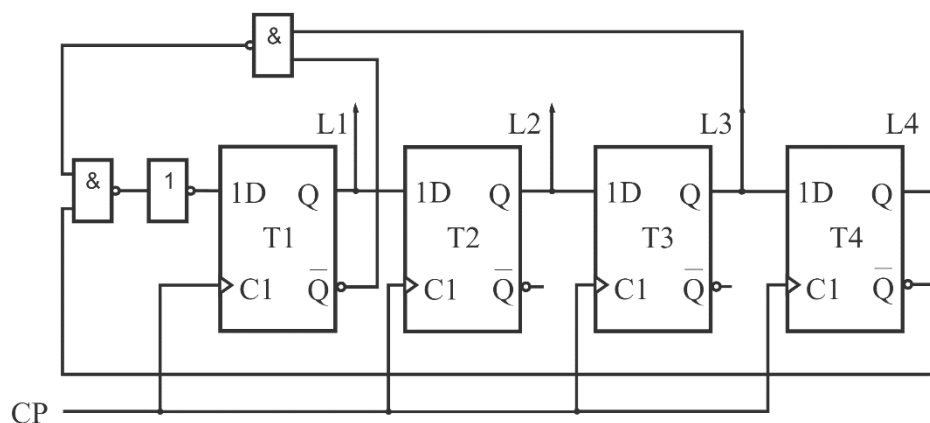 &
L1 L2 L3 L4
& 1 1D Q 1D Q 1D Q 1D Q
T1 T2 T3 T4
C1 Q̅ C1 Q̅ C1 Q̅ C1 Q̅
CP